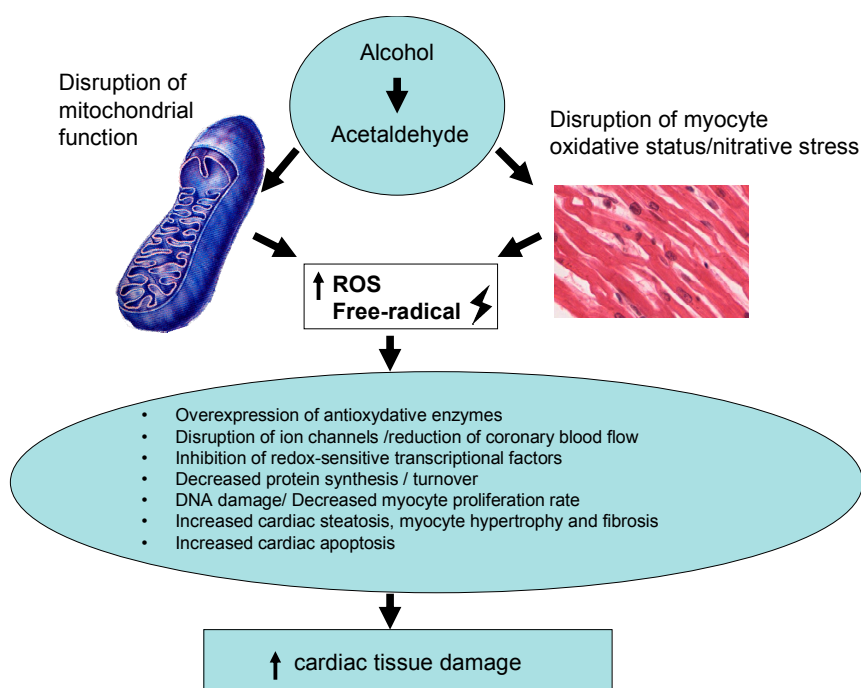 Alcohol
Acetaldehyde
Disruption of
mitochondrial
function
Disruption of myocyte
oxidative status/nitrative stress
↑ ROS
Free-radical
• Overexpression of antioxydative enzymes
• Disruption of ion channels /reduction of coronary blood flow
• Inhibition of redox-sensitive transcriptional factors
• Decreased protein synthesis / turnover
• DNA damage/ Decreased myocyte proliferation rate
• Increased cardiac steatosis, myocyte hypertrophy and fibrosis
• Increased cardiac apoptosis
↑ cardiac tissue damage